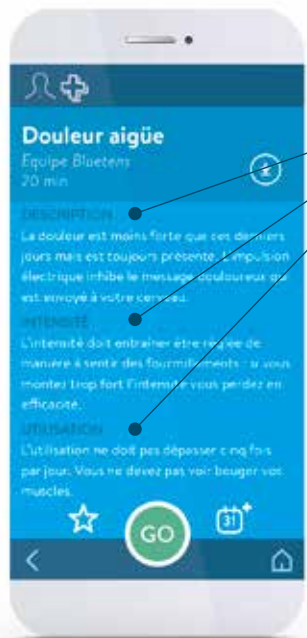 Douleur aigüe
Equipe Bluetens
20 min
DESCRIPTION
La douleur est moins forte que ces derniers
jours mais est toujours présente. L'impulsion
électrique inhibe le message douloureux qui
est envoyé à votre cerveau.
INTENSITÉ
L'intensité doit entraîner être réglée de
manière à sentir des fourmillements : si vous
montez trop fort l'intensité vous perdez en
efficacité.
UTILISATION
L'utilisation ne doit pas dépasser cinq fois
par jour. Vous ne devez pas voir bouger vos
muscles.
GO
31